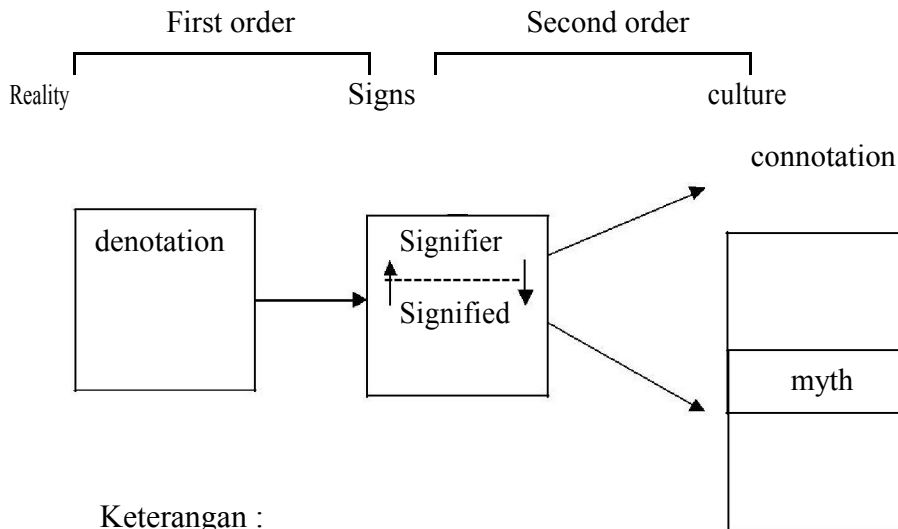 First order Second order
Reality Signs culture
connotation
denotation Signifier
Signified
myth
Keterangan :